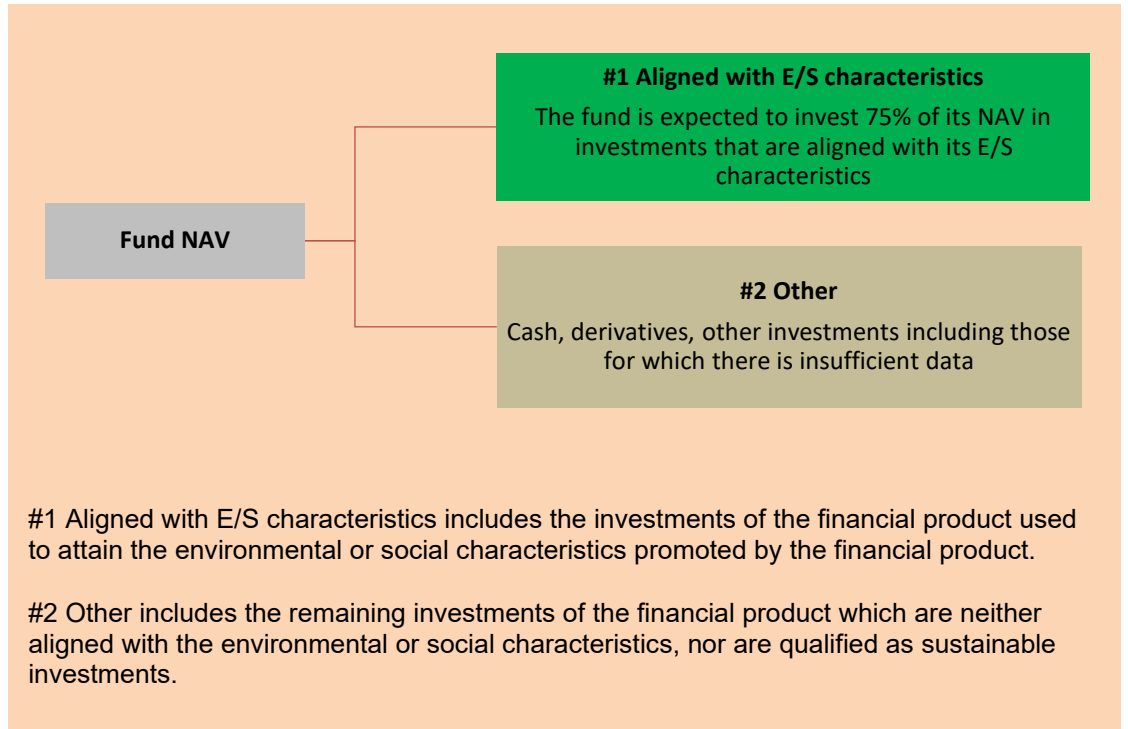 #1 Aligned with E/S characteristics
The fund is expected to invest 75% of its NAV in
investments that are aligned with its E/S
characteristics
Fund NAV
#2 Other
Cash, derivatives, other investments including those
for which there is insufficient data
#1 Aligned with E/S characteristics includes the investments of the financial product used
to attain the environmental or social characteristics promoted by the financial product.
#2 Other includes the remaining investments of the financial product which are neither
aligned with the environmental or social characteristics, nor are qualified as sustainable
investments.